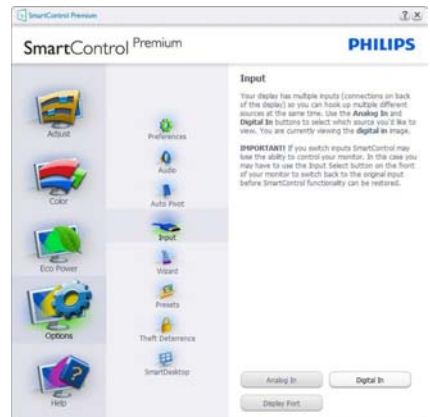 SmartControl Premium
SmartControl Premium
PHILIPS
Adjust
Color
Eco Power
Options
Help
Preferences
Audio
Auto Pivot
Input
Wizard
Presets
Theft Deterrence
SmartDesktop
Input
Your display has multiple inputs (connections on back
of the display) so you can hook up multiple different
sources at the same time. Use the Analog In and
Digital In buttons to select which source you'd like to
view. You are currently viewing the digital in image.
IMPORTANT! If you switch inputs SmartControl may
lose the ability to control your monitor. In this case you
may have to use the Input Select button on the front
of your monitor to switch back to the original input
before SmartControl functionality can be restored.
Analog In
Digital In
Display Port